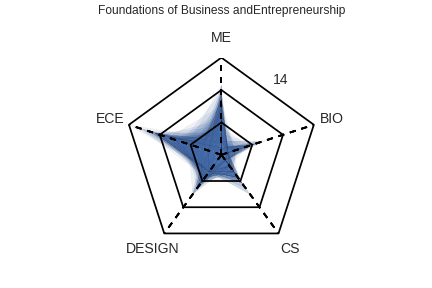 Foundations of Business andEntrepreneurship
ME
14
ECE
BIO
DESIGN
CS